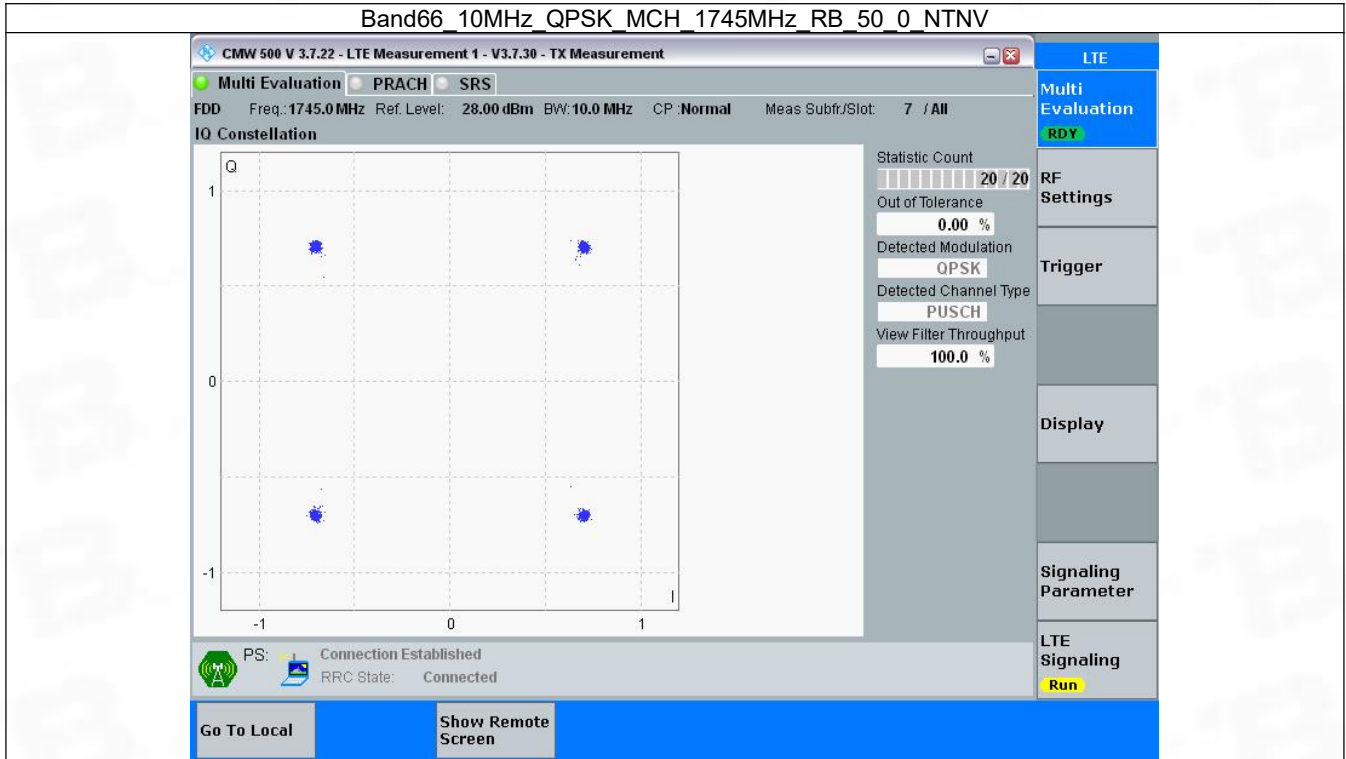 Band66_10MHz_QPSK_MCH_1745MHz_RB_50_0_NTNV
CMW 500 V 3.7.22 - LTE Measurement 1 - V3.7.30 - TX Measurement
LTE
Multi Evaluation PRACH SRS
Multi
Evaluation
RDY
FDD Freq.: 1745.0 MHz Ref. Level: 28.00 dBm BW: 10.0 MHz CP :Normal Meas Subfr./Slot: 7 / All
IQ Constellation
Q
1
0
-1
I
-1 0 1
Statistic Count
20 / 20
Out of Tolerance
0.00 %
Detected Modulation
QPSK
Detected Channel Type
PUSCH
View Filter Throughput
100.0 %
RF
Settings
Trigger
Display
Signaling
Parameter
LTE
Signaling
Run
PS: Connection Established
RRC State: Connected
Go To Local
Show Remote
Screen